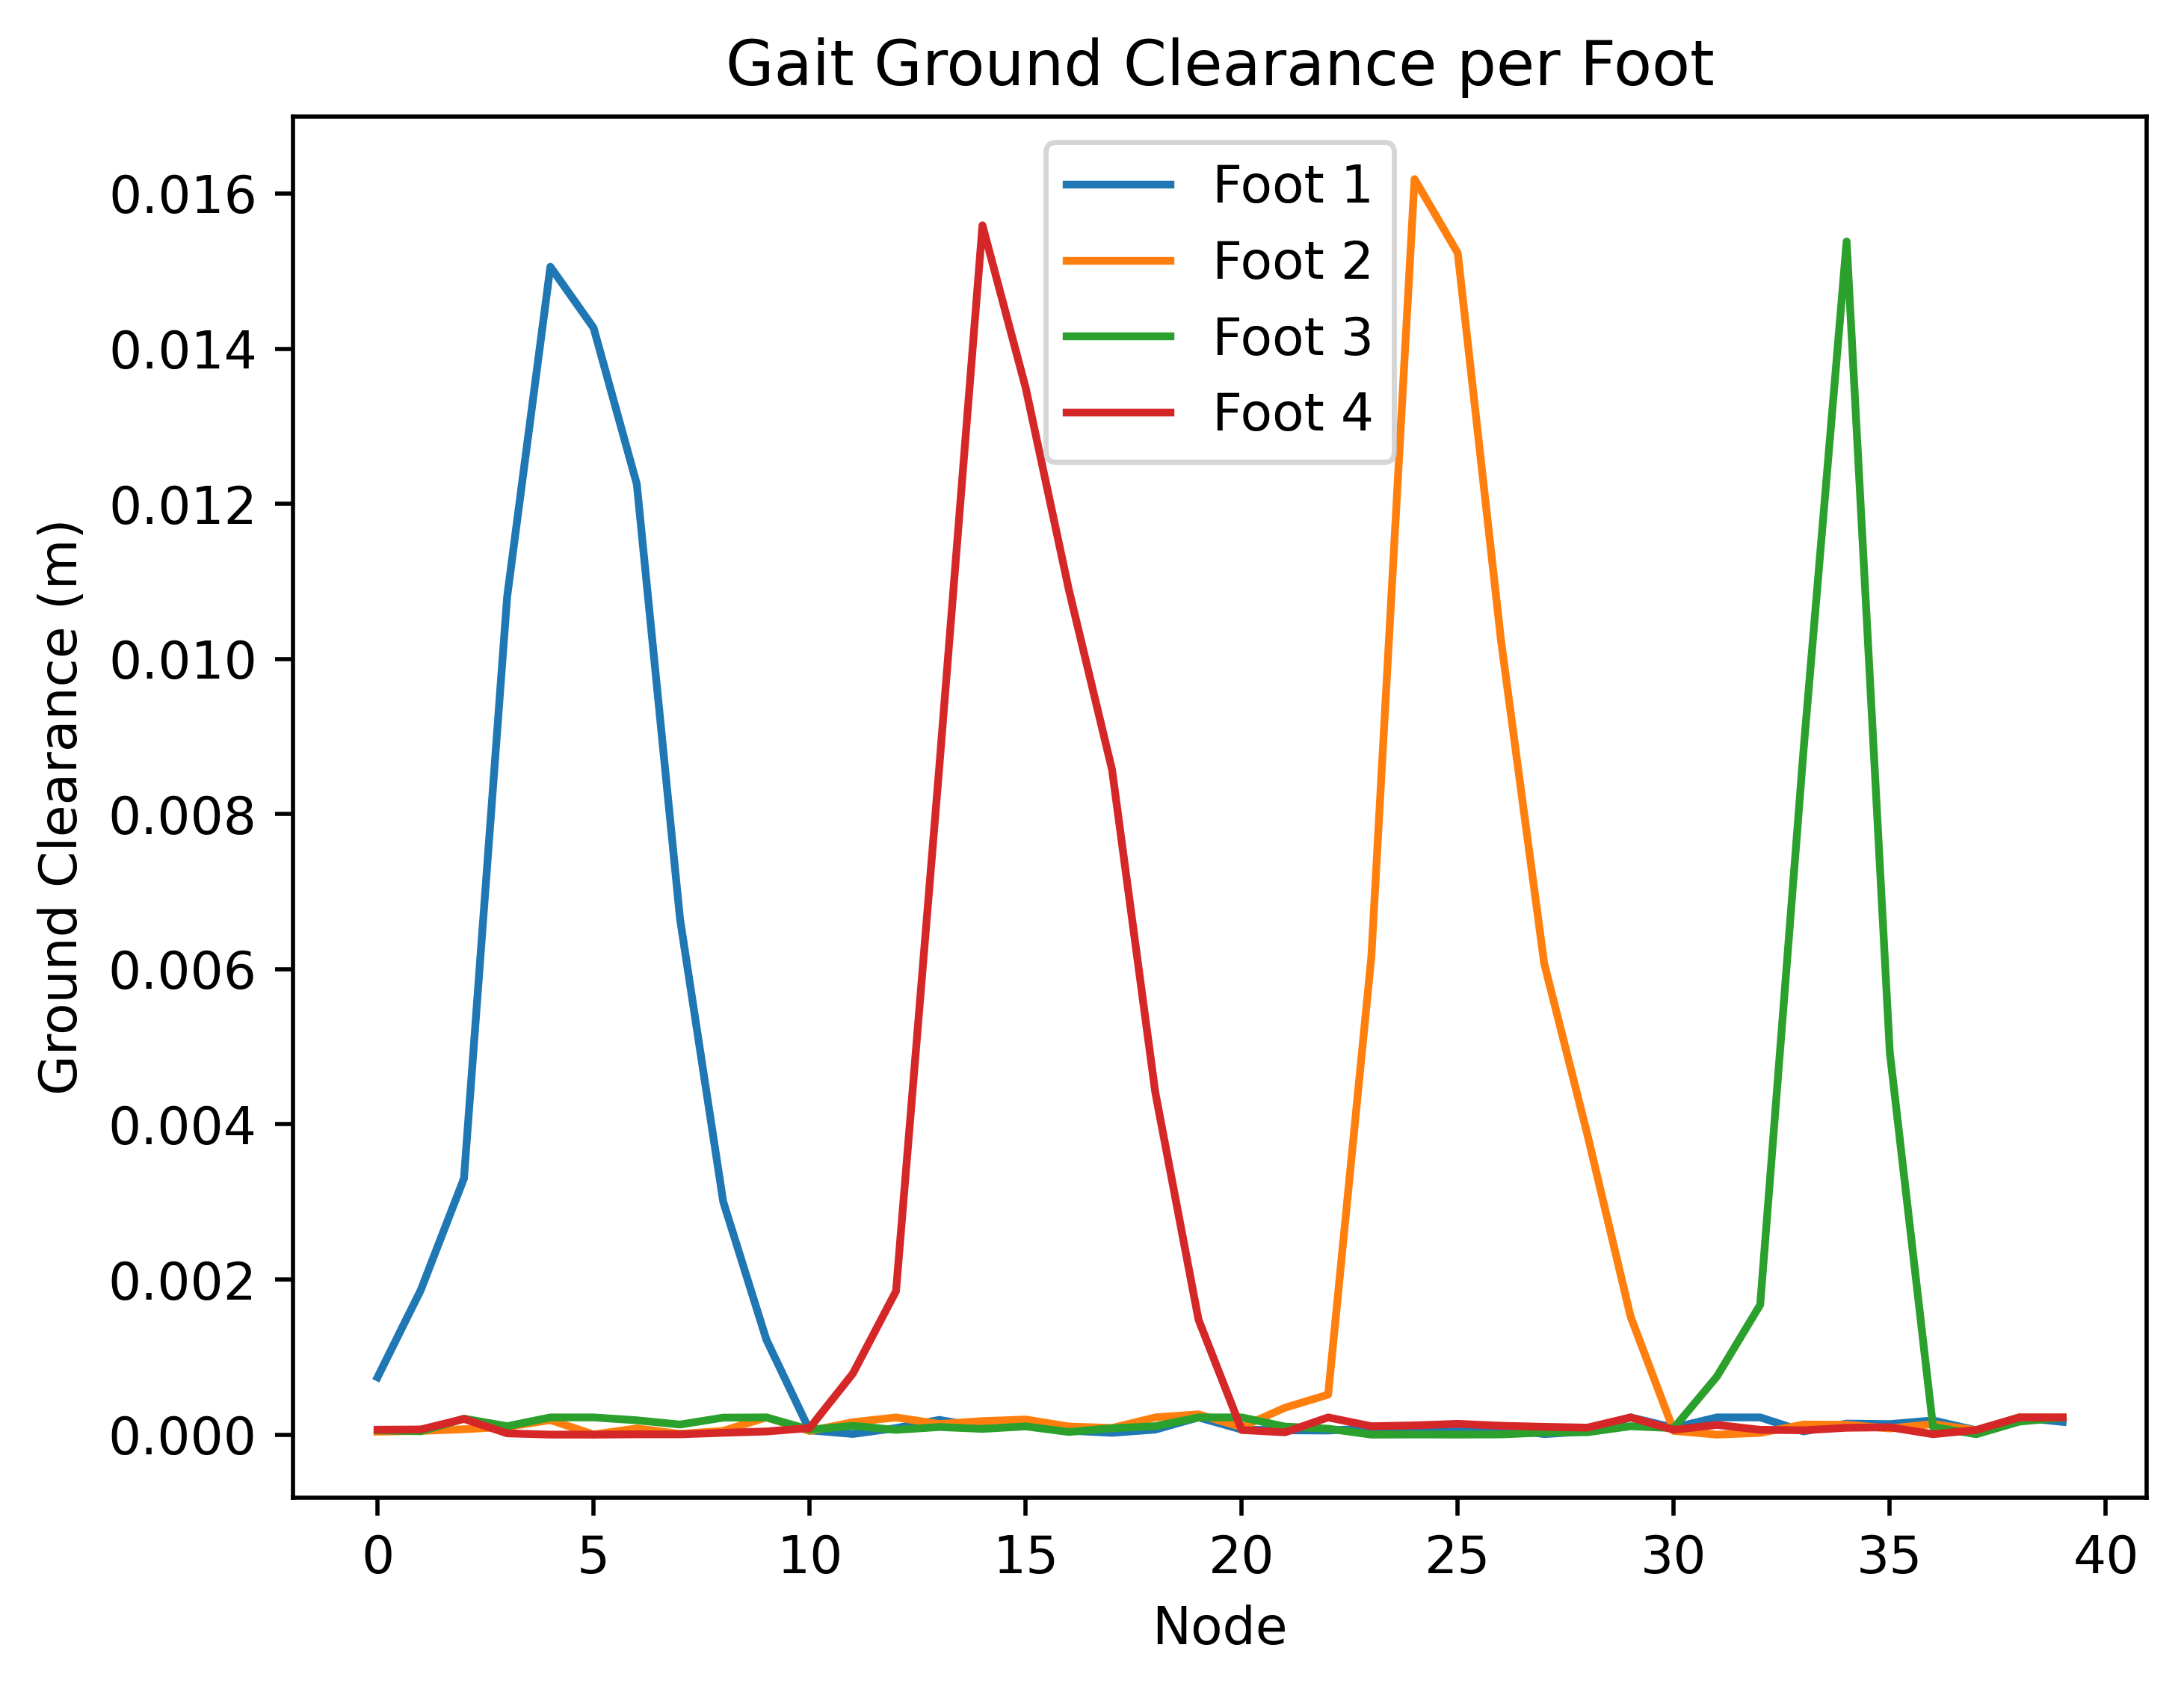 Gait Ground Clearance per Foot
Foot 1
Foot 2
Foot 3
Foot 4
0.016
0.014
0.012
0.010
0.008
0.006
0.004
0.002
0.000
Ground Clearance (m)
0 5 10 15 20 25 30 35 40
Node